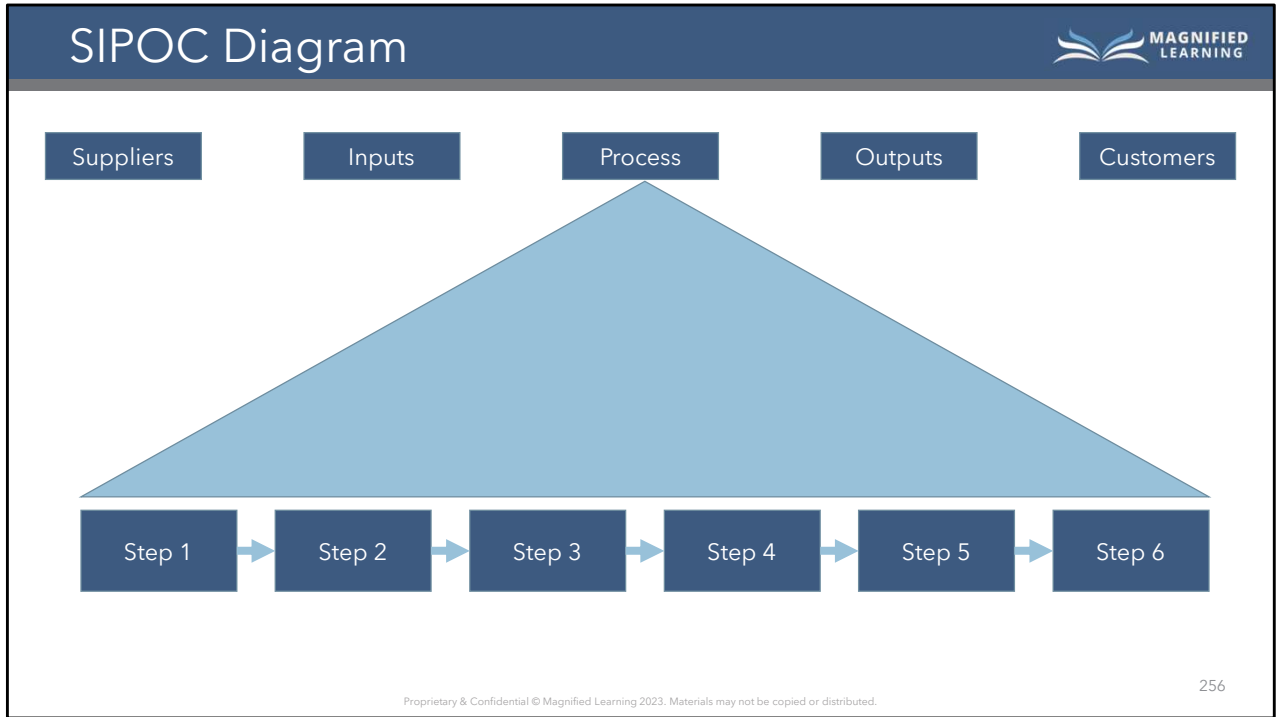 SIPOC Diagram
MAGNIFIED
LEARNING
Suppliers
Inputs
Process
Outputs
Customers
Step 1
Step 2
Step 3
Step 4
Step 5
Step 6
256
Proprietary & Confidential © Magnified Learning 2023. Materials may not be copied or distributed.